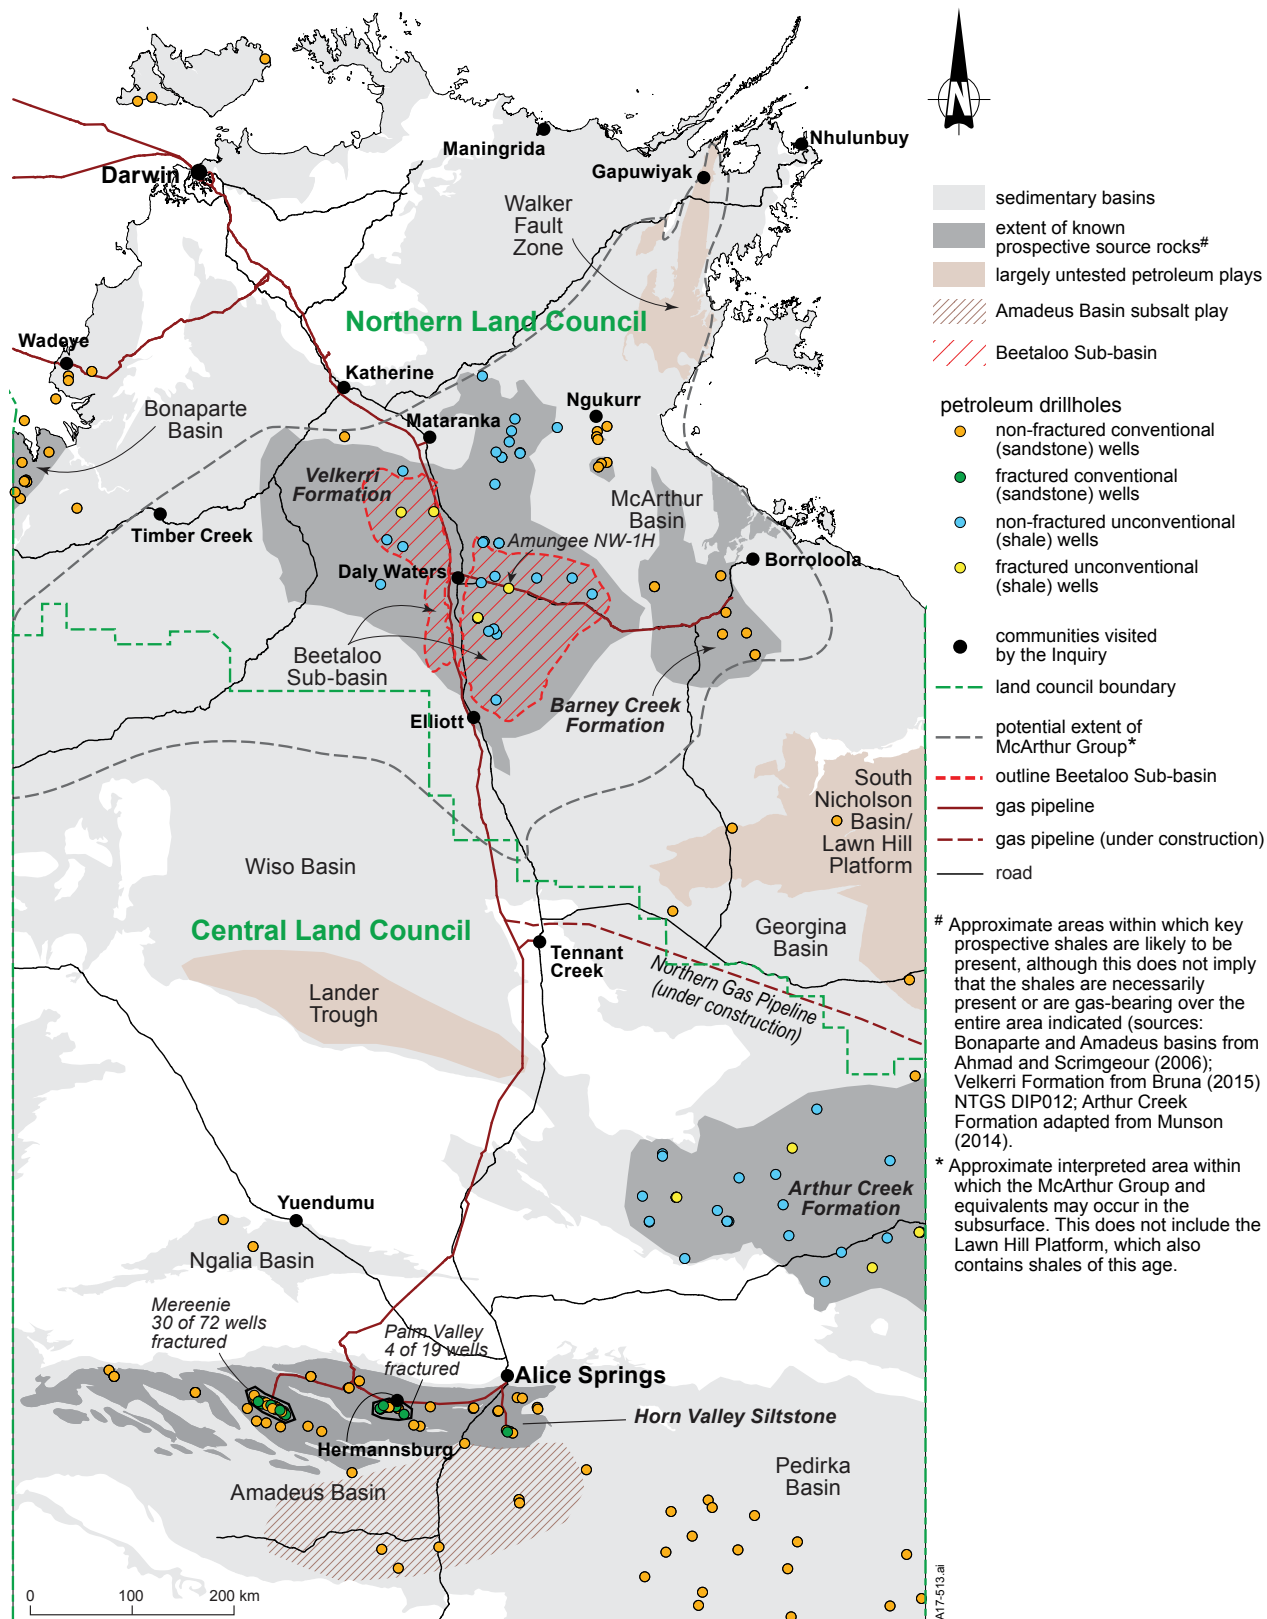 Maningrida
Nhulunbuy
Darwin
Gapuwiyak
Walker
Fault
Zone
Northern Land Council
Wadeye
Katherine
Bonaparte
Basin
Mataranka
Ngukurr
Velkerri
Formation
McArthur
Basin
Timber Creek
Amungee NW-1H
Daly Waters
Borroloola
Beetaloo
Sub-basin
Barney Creek
Formation
Elliott
South
Nicholson
Basin/
Lawn Hill
Platform
Wiso Basin
Central Land Council
Georgina
Basin
Tennant
Creek
Northern Gas Pipeline
(under construction)
Lander
Trough
Arthur Creek
Formation
Yuendumu
Ngalia Basin
Mereenie
30 of 72 wells
fractured
Palm Valley
4 of 19 wells
fractured
Alice Springs
Horn Valley Siltstone
Hermannsburg
Amadeus Basin
Pedirka
Basin
0 100 200 km
N
sedimentary basins
extent of known
prospective source rocks#
largely untested petroleum plays
Amadeus Basin subsalt play
Beetaloo Sub-basin
petroleum drillholes
non-fractured conventional
(sandstone) wells
fractured conventional
(sandstone) wells
non-fractured unconventional
(shale) wells
fractured unconventional
(shale) wells
communities visited
by the Inquiry
land council boundary
potential extent of
McArthur Group*
outline Beetaloo Sub-basin
gas pipeline
gas pipeline (under construction)
road
# Approximate areas within which key
prospective shales are likely to be
present, although this does not imply
that the shales are necessarily
present or are gas-bearing over the
entire area indicated (sources:
Bonaparte and Amadeus basins from
Ahmad and Scrimgeour (2006);
Velkerri Formation from Bruna (2015)
NTGS DIP012; Arthur Creek
Formation adapted from Munson
(2014).
* Approximate interpreted area within
which the McArthur Group and
equivalents may occur in the
subsurface. This does not include the
Lawn Hill Platform, which also
contains shales of this age.
A17-513.ai